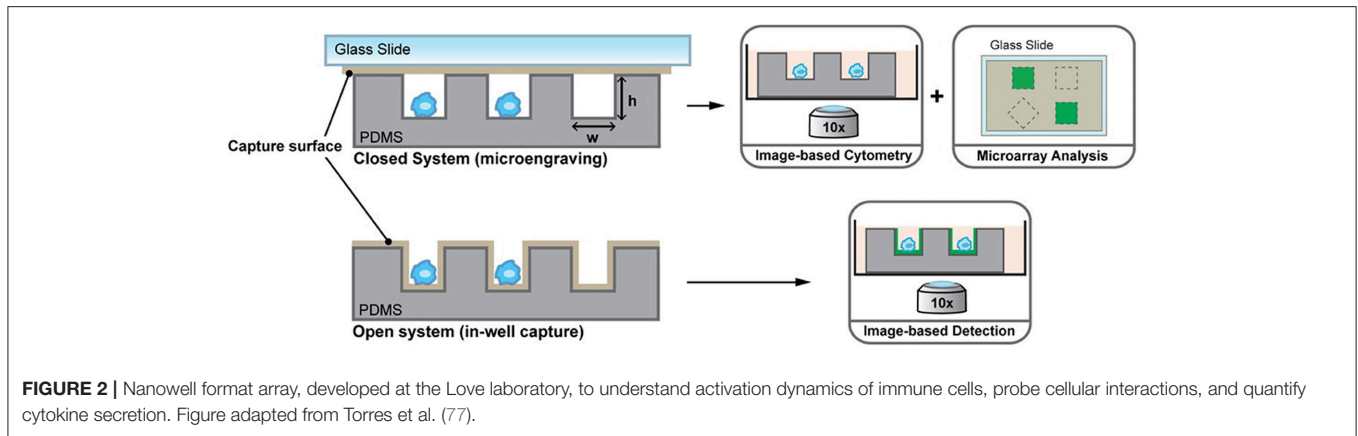 Glass Slide
h
w
PDMS
Capture surface
Closed System (microengraving)
10x
Image-based Cytometry
+
Glass Slide
Microarray Analysis
PDMS
Open system (in-well capture)
10x
Image-based Detection
FIGURE 2 | Nanowell format array, developed at the Love laboratory, to understand activation dynamics of immune cells, probe cellular interactions, and quantify
cytokine secretion. Figure adapted from Torres et al. (77).